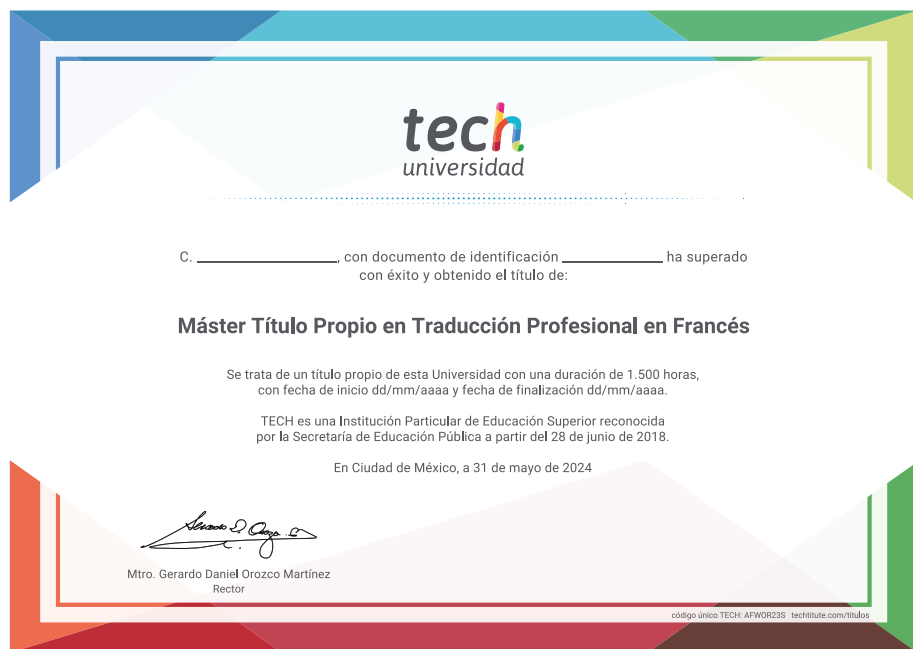 tech
universidad
C. ____________, con documento de identificación ____________ ha superado
con éxito y obtenido el título de:
Máster Título Propio en Traducción Profesional en Francés
Se trata de un título propio de esta Universidad con una duración de 1.500 horas,
con fecha de inicio dd/mm/aaaa y fecha de finalización dd/mm/aaaa.
TECH es una Institución Particular de Educación Superior reconocida
por la Secretaría de Educación Pública a partir del 28 de junio de 2018.
En Ciudad de México, a 31 de mayo de 2024
Mtro. Gerardo Daniel Orozco Martínez
Rector
código único TECH: AFWOR23S techtitute.com/titulos